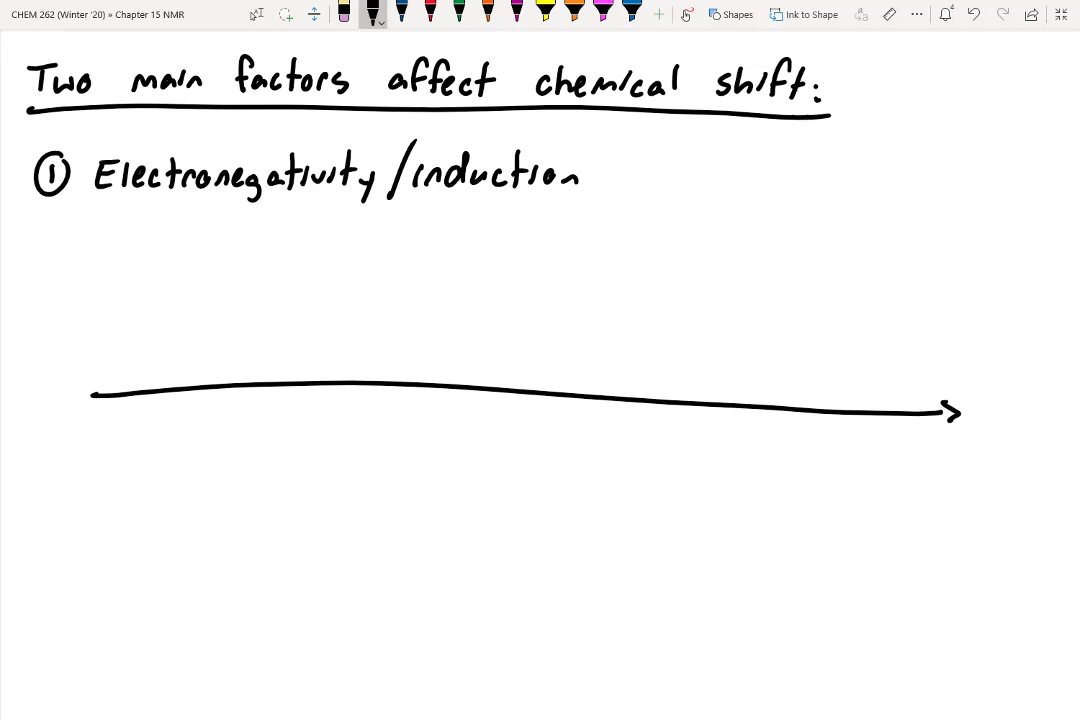 CHEM 262 (Winter '20) » Chapter 15 NMR
Shapes
Ink to Shape
4
Two main factors affect chemical shift:
① Electronegativity/induction